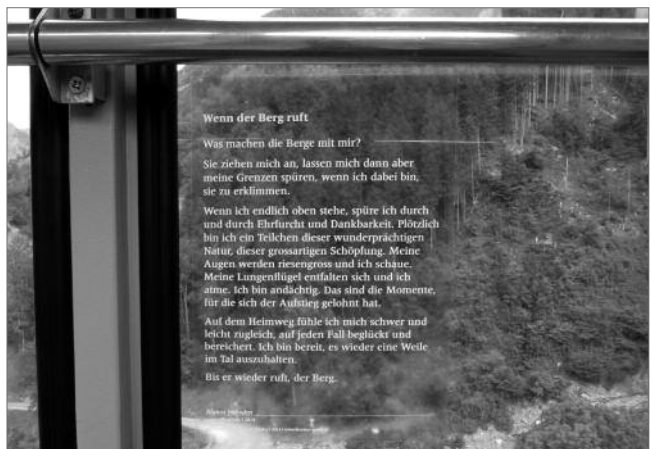 Wenn der Berg ruft
Was machen die Berge mit mir?
Sie ziehen mich an, lassen mich dann aber
meine Grenzen spüren, wenn ich dabei bin,
sie zu erklimmen.
Wenn ich endlich oben stehe, spüre ich durch
und durch Ehrfurcht und Dankbarkeit. Plötzlich
bin ich ein Teilchen dieser wunderprächtigen
Natur, dieser grossartigen Schöpfung. Meine
Augen werden riesengross und ich schaue.
Meine Lungenflügel entfalten sich und ich
atme. Ich bin andächtig. Das sind die Momente,
für die sich der Aufstieg gelohnt hat.
Auf dem Heimweg fühle ich mich schwer und
leicht zugleich, auf jeden Fall beglückt und
bereichert. Ich bin bereit, es wieder eine Weile
im Tal auszuhalten.
Bis er wieder ruft, der Berg.